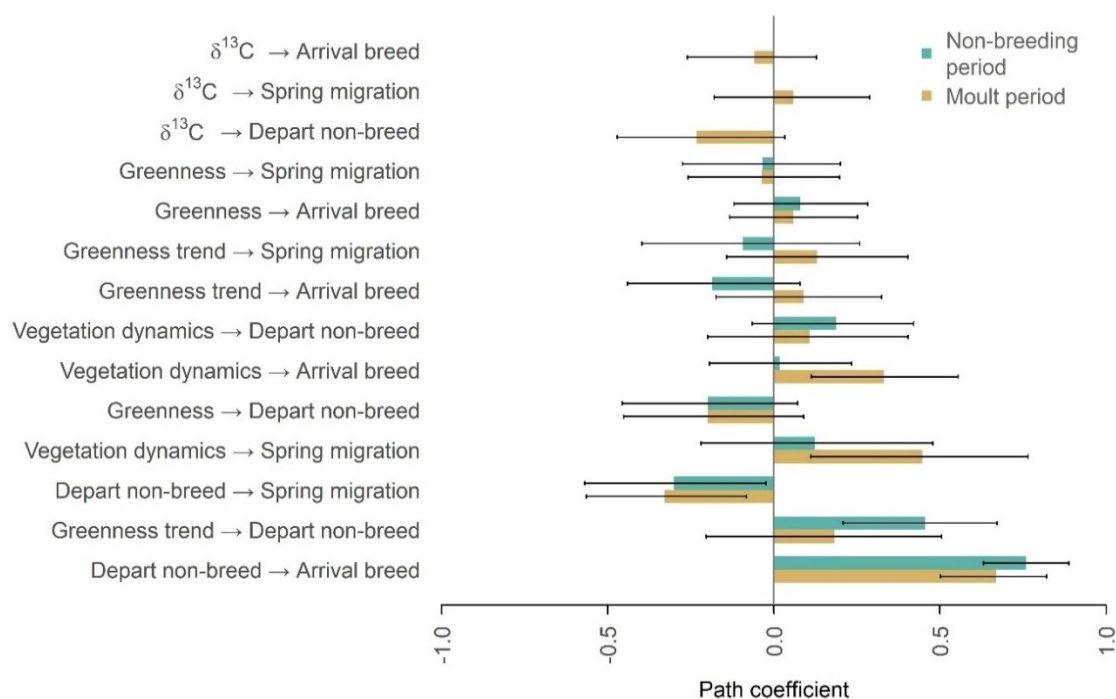 δ¹³C → Arrival breed
δ¹³C → Spring migration
δ¹³C → Depart non-breed
Greenness → Spring migration
Greenness → Arrival breed
Greenness trend → Spring migration
Greenness trend → Arrival breed
Vegetation dynamics → Depart non-breed
Vegetation dynamics → Arrival breed
Greenness → Depart non-breed
Vegetation dynamics → Spring migration
Depart non-breed → Spring migration
Greenness trend → Depart non-breed
Depart non-breed → Arrival breed
Non-breeding
period
Moult period
-1.0
-0.5
0.0
0.5
1.0
Path coefficient